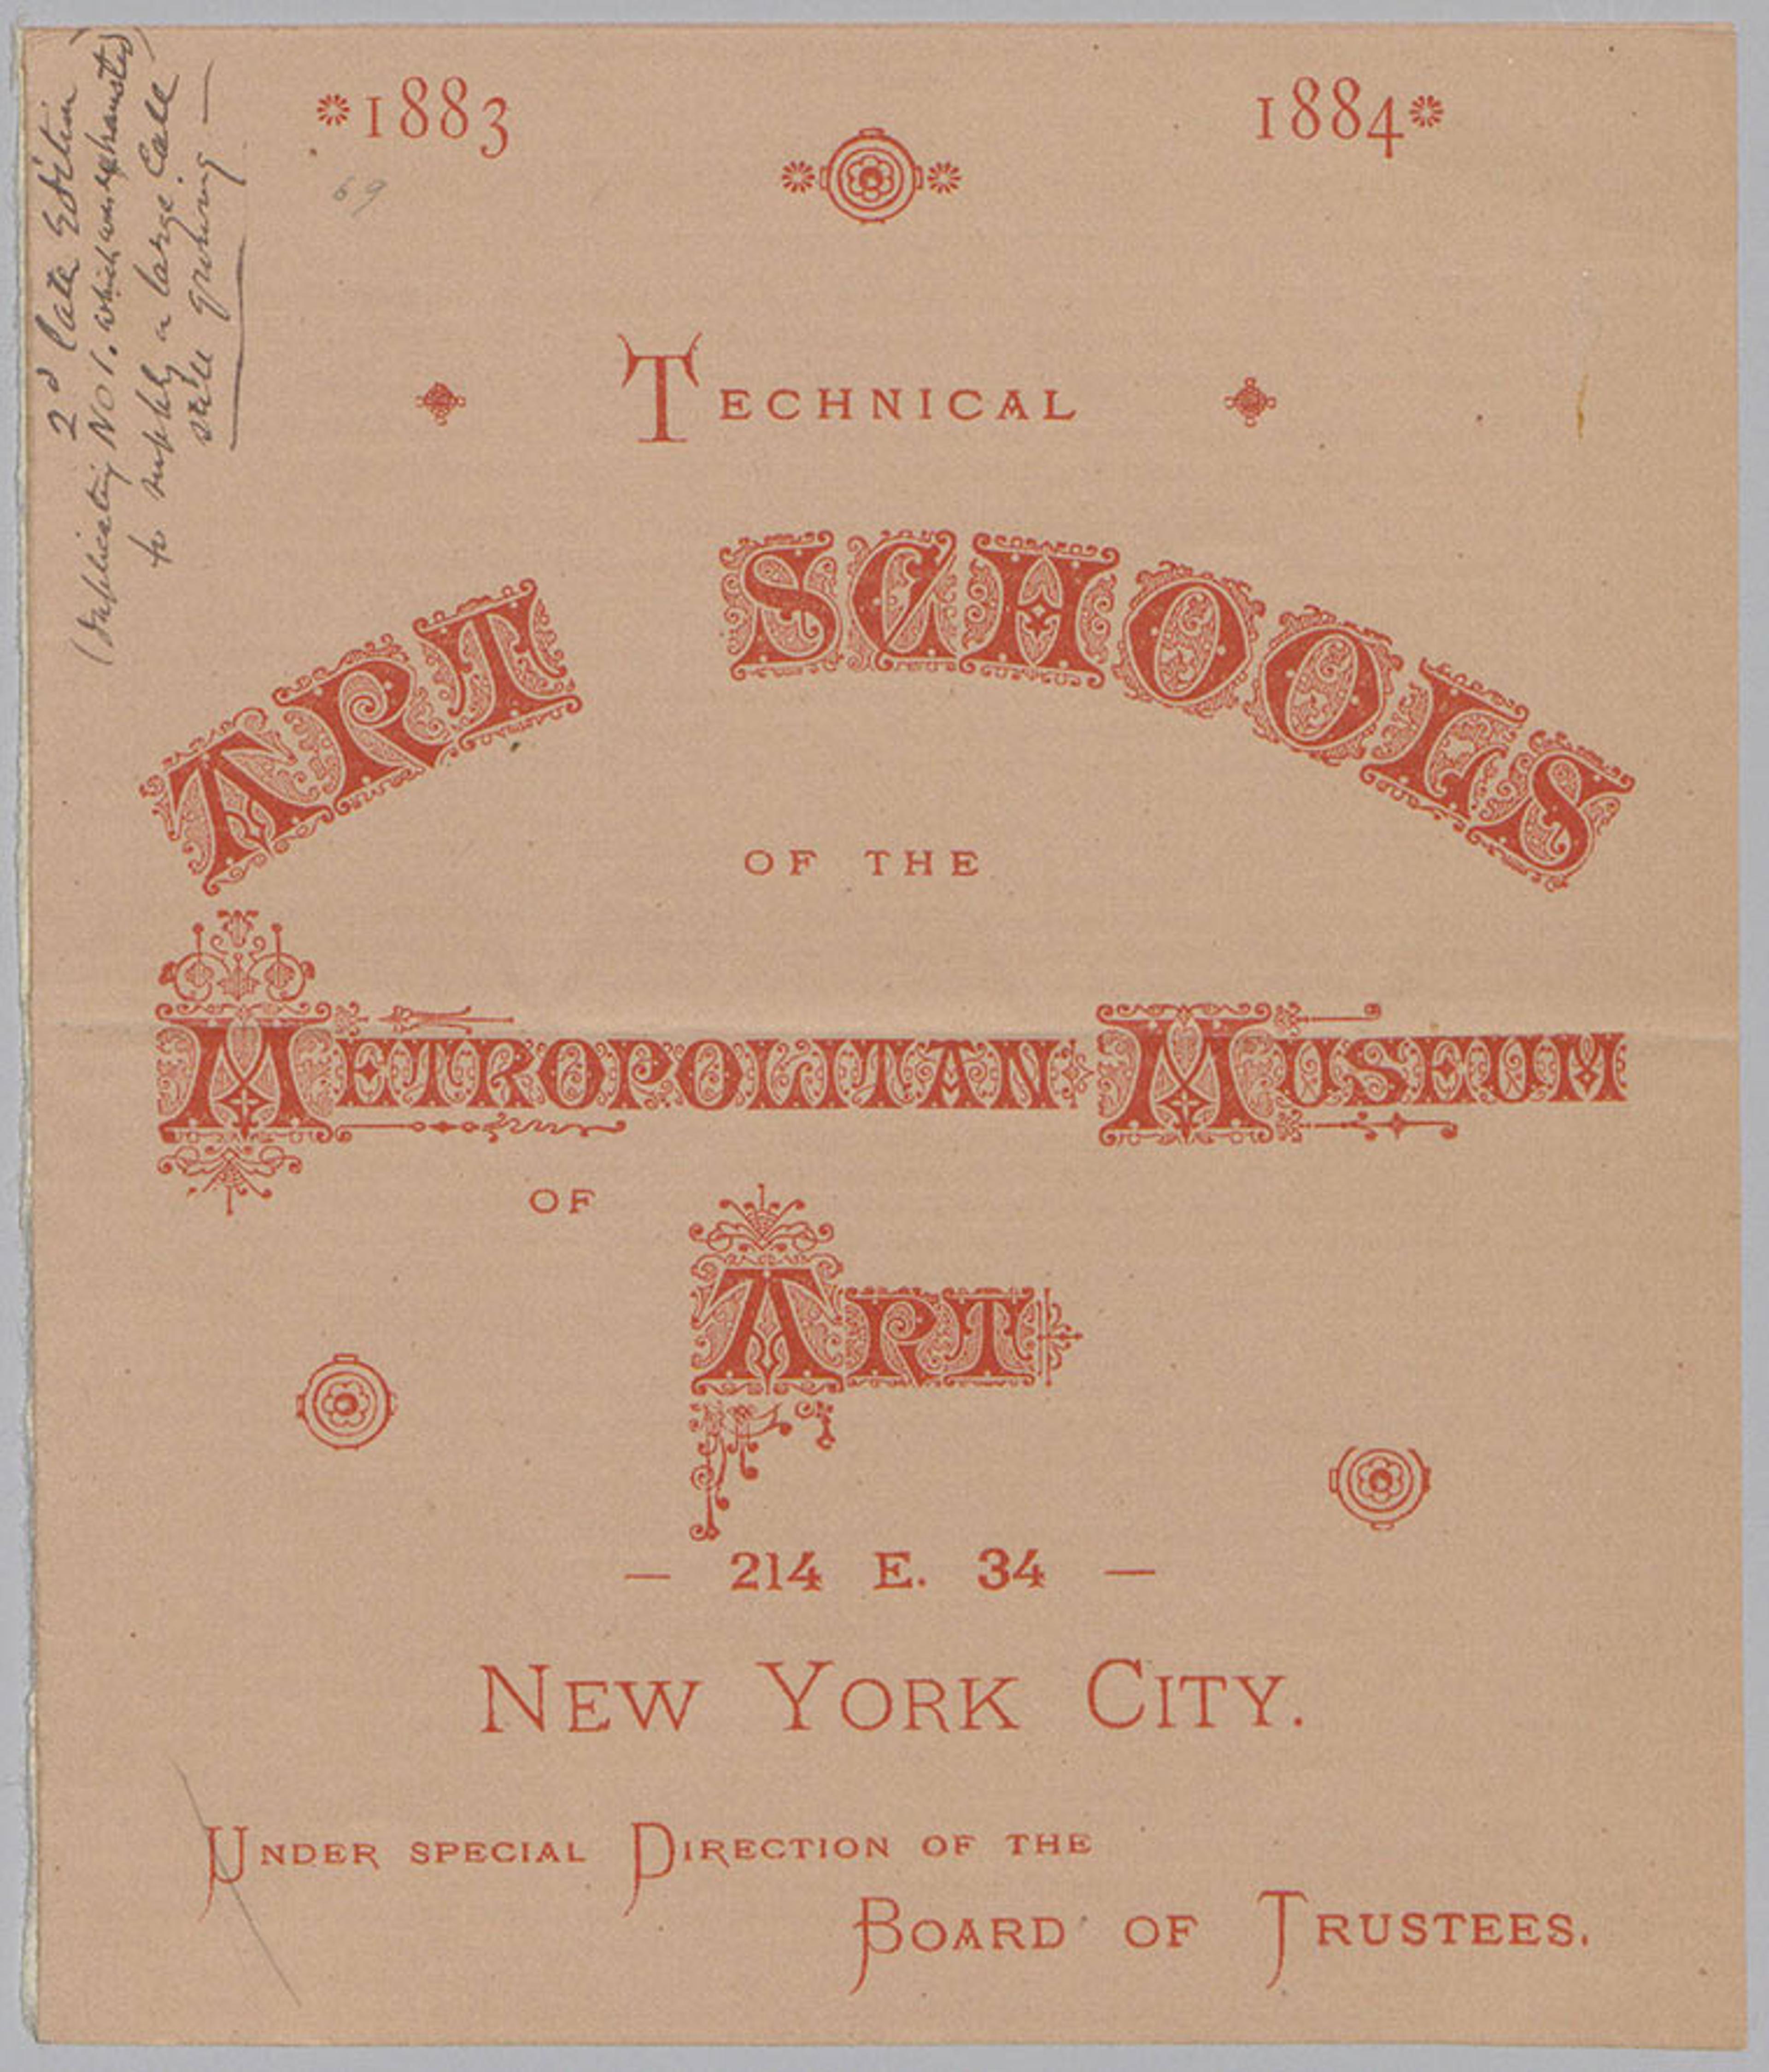 1883 1884
69
2d late Edition
(duplicating No 1. which was exhausted)
to supply a large Call
still growing —
TECHNICAL
ART SCHOOLS
OF THE
METROPOLITAN MUSEUM
OF
ART
— 214 E. 34 —
NEW YORK CITY.
UNDER SPECIAL DIRECTION OF THE
BOARD OF TRUSTEES.